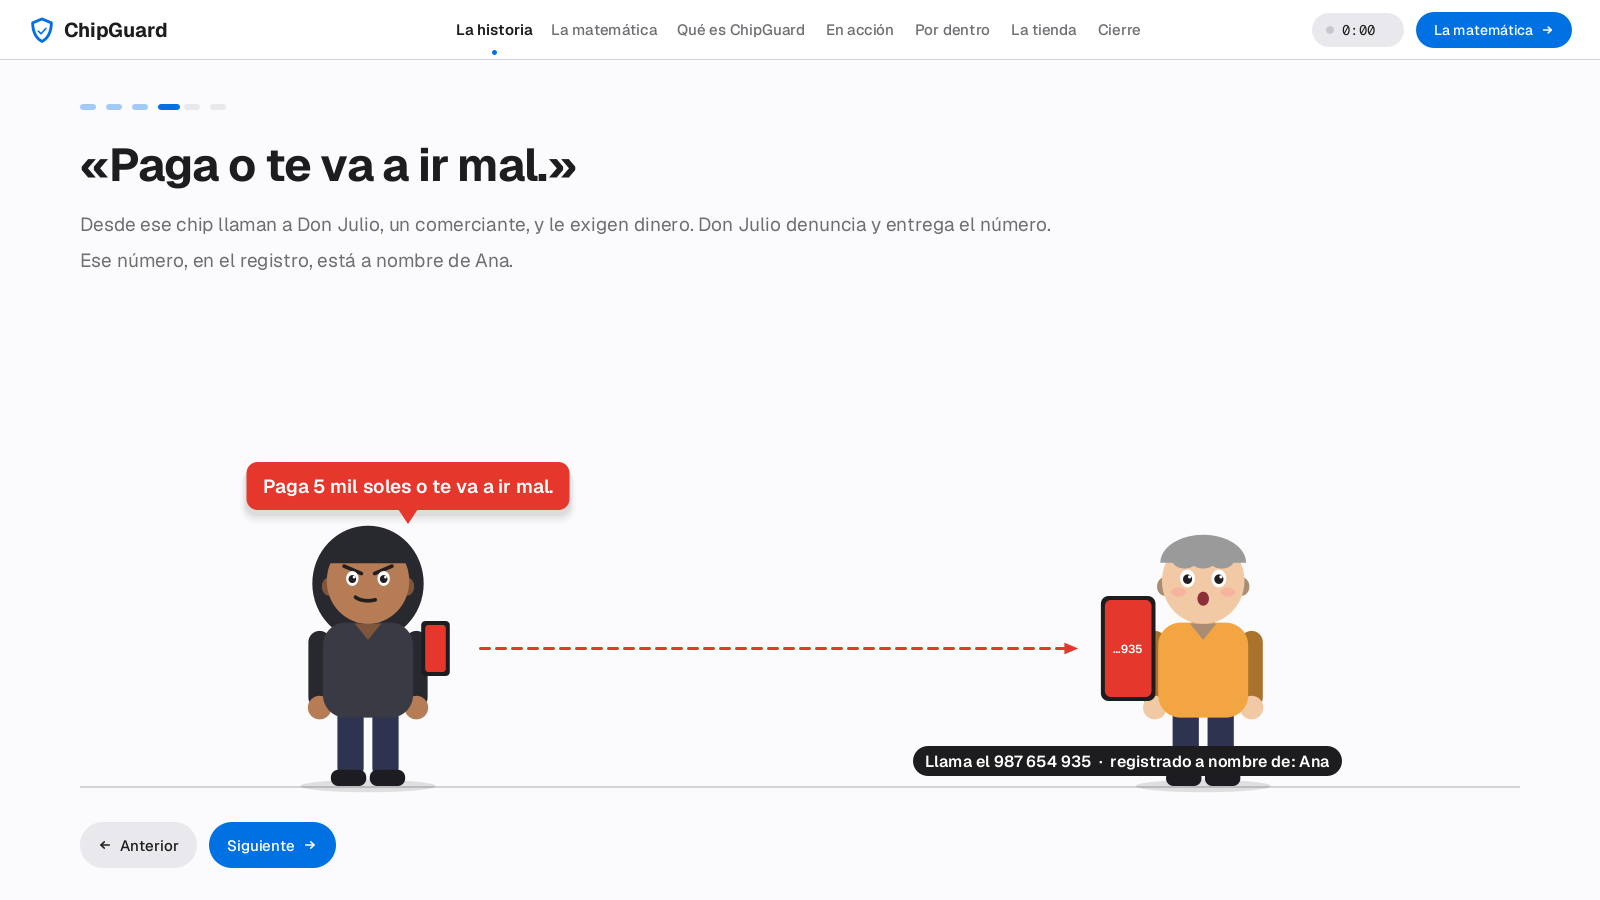 ChipGuard
La historia
La matemática
Qué es ChipGuard
En acción
Por dentro
La tienda
Cierre
0:00
La matemática →
«Paga o te va a ir mal.»
Desde ese chip llaman a Don Julio, un comerciante, y le exigen dinero. Don Julio denuncia y entrega el número.
Ese número, en el registro, está a nombre de Ana.
Paga 5 mil soles o te va a ir mal.
...935
Llama el 987 654 935 · registrado a nombre de: Ana
← Anterior
Siguiente →